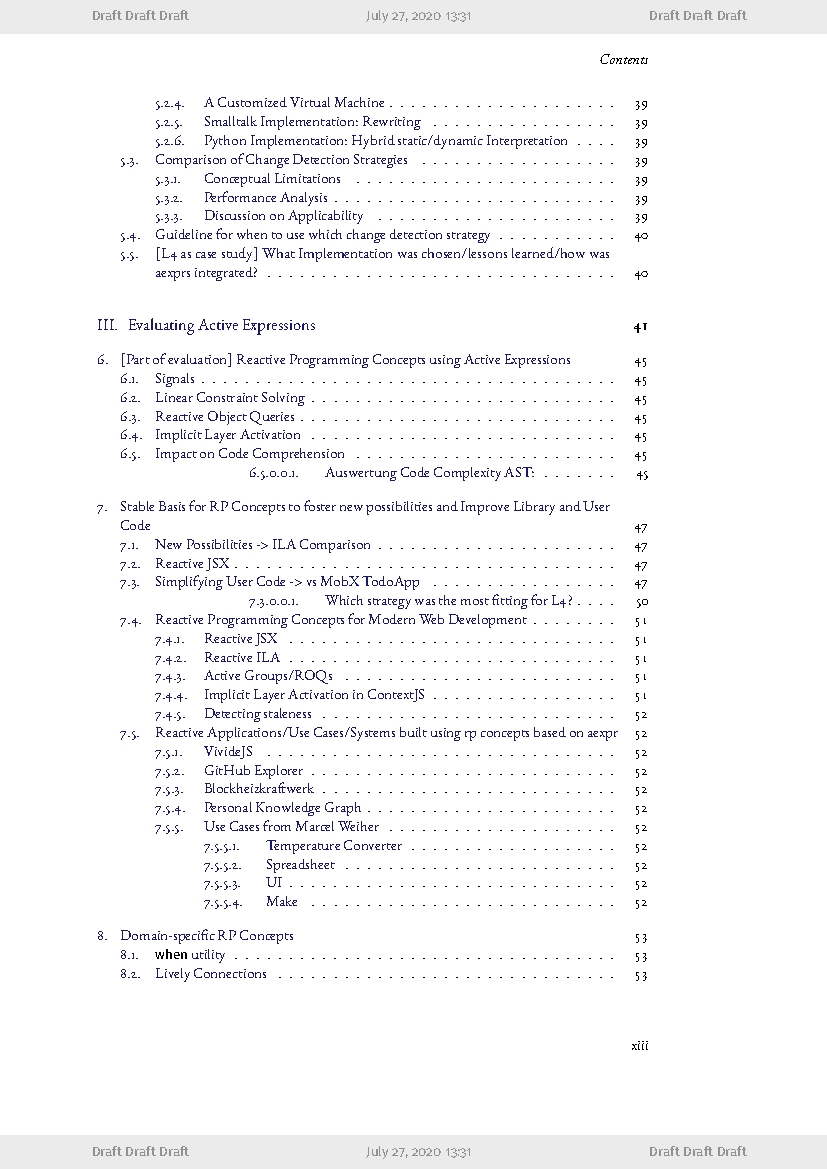 Draft Draft Draft July 27, 2020 13:31 Draft Draft Draft
Contents
5.2.4. A Customized Virtual Machine . . . . . . . . . . . . . . . . . . . . . 39
5.2.5. Smalltalk Implementation: Rewriting . . . . . . . . . . . . . . . . . 39
5.2.6. Python Implementation: Hybrid static/dynamic Interpretation . . . . 39
5.3. Comparison of Change Detection Strategies . . . . . . . . . . . . . . . . . . 39
5.3.1. Conceptual Limitations . . . . . . . . . . . . . . . . . . . . . . . . 39
5.3.2. Performance Analysis . . . . . . . . . . . . . . . . . . . . . . . . . . 39
5.3.3. Discussion on Applicability . . . . . . . . . . . . . . . . . . . . . . 39
5.4. Guideline for when to use which change detection strategy . . . . . . . . . . . 40
5.5. [L4 as case study] What Implementation was chosen/lessons learned/how was
aexprs integrated? . . . . . . . . . . . . . . . . . . . . . . . . . . . . . . . . 40
III. Evaluating Active Expressions 41
6. [Part of evaluation] Reactive Programming Concepts using Active Expressions 45
6.1. Signals . . . . . . . . . . . . . . . . . . . . . . . . . . . . . . . . . . . . . . 45
6.2. Linear Constraint Solving . . . . . . . . . . . . . . . . . . . . . . . . . . . . 45
6.3. Reactive Object Queries . . . . . . . . . . . . . . . . . . . . . . . . . . . . . 45
6.4. Implicit Layer Activation . . . . . . . . . . . . . . . . . . . . . . . . . . . . 45
6.5. Impact on Code Comprehension . . . . . . . . . . . . . . . . . . . . . . . . 45
6.5.0.0.1. Auswertung Code Complexity AST: . . . . . . . 45
7. Stable Basis for RP Concepts to foster new possibilities and Improve Library and User
Code 47
7.1. New Possibilities -> ILA Comparison . . . . . . . . . . . . . . . . . . . . . . 47
7.2. Reactive JSX . . . . . . . . . . . . . . . . . . . . . . . . . . . . . . . . . . . 47
7.3. Simplifying User Code -> vs MobX TodoApp . . . . . . . . . . . . . . . . . 47
7.3.0.0.1. Which strategy was the most fitting for L4? . . . . 50
7.4. Reactive Programming Concepts for Modern Web Development . . . . . . . . 51
7.4.1. Reactive JSX . . . . . . . . . . . . . . . . . . . . . . . . . . . . . . 51
7.4.2. Reactive ILA . . . . . . . . . . . . . . . . . . . . . . . . . . . . . . 51
7.4.3. Active Groups/ROQs . . . . . . . . . . . . . . . . . . . . . . . . . 51
7.4.4. Implicit Layer Activation in ContextJS . . . . . . . . . . . . . . . . . 51
7.4.5. Detecting staleness . . . . . . . . . . . . . . . . . . . . . . . . . . . 52
7.5. Reactive Applications/Use Cases/Systems built using rp concepts based on aexpr 52
7.5.1. VivideJS . . . . . . . . . . . . . . . . . . . . . . . . . . . . . . . . 52
7.5.2. GitHub Explorer . . . . . . . . . . . . . . . . . . . . . . . . . . . . 52
7.5.3. Blockheizkraftwerk . . . . . . . . . . . . . . . . . . . . . . . . . . . 52
7.5.4. Personal Knowledge Graph . . . . . . . . . . . . . . . . . . . . . . . 52
7.5.5. Use Cases from Marcel Weiher . . . . . . . . . . . . . . . . . . . . . 52
7.5.5.1. Temperature Converter . . . . . . . . . . . . . . . . . . . 52
7.5.5.2. Spreadsheet . . . . . . . . . . . . . . . . . . . . . . . . . 52
7.5.5.3. UI . . . . . . . . . . . . . . . . . . . . . . . . . . . . . . 52
7.5.5.4. Make . . . . . . . . . . . . . . . . . . . . . . . . . . . . 52
8. Domain-specific RP Concepts 53
8.1. when utility . . . . . . . . . . . . . . . . . . . . . . . . . . . . . . . . . . . 53
8.2. Lively Connections . . . . . . . . . . . . . . . . . . . . . . . . . . . . . . . 53
xiii
Draft Draft Draft July 27, 2020 13:31 Draft Draft Draft